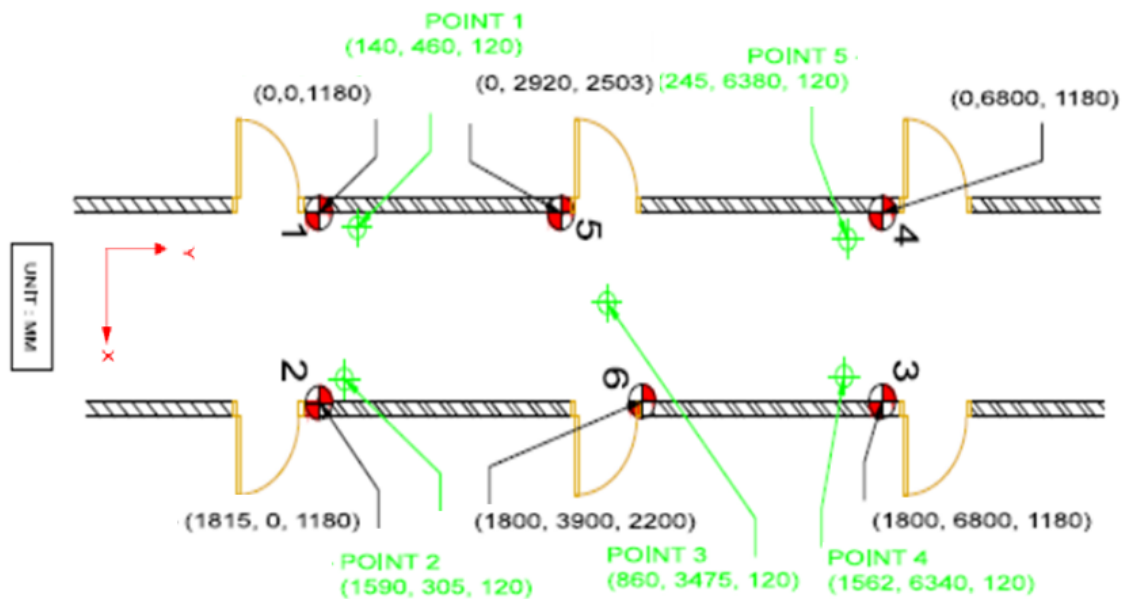 POINT 1
(140, 460, 120)
POINT 5
(245, 6380, 120)
(0,0,1180)
(0, 2920, 2503)
(0,6800, 1180)
1
5
4
Y
UNIT : MM
X
2
6
3
(1815, 0, 1180)
(1800, 3900, 2200)
(1800, 6800, 1180)
POINT 2
(1590, 305, 120)
POINT 3
(860, 3475, 120)
POINT 4
(1562, 6340, 120)